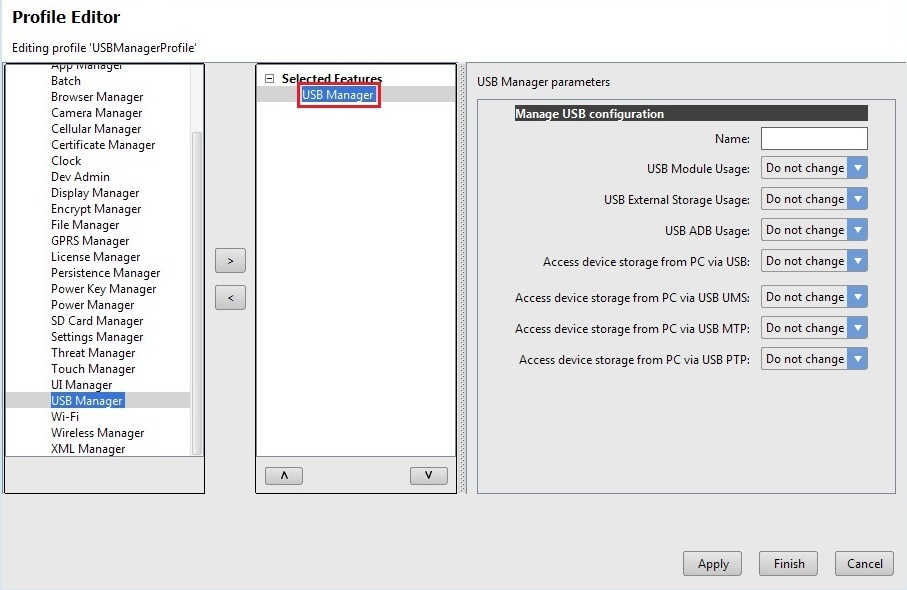 Profile Editor
Editing profile 'USBManagerProfile'
App Manager
Batch
Browser Manager
Camera Manager
Cellular Manager
Certificate Manager
Clock
Dev Admin
Display Manager
Encrypt Manager
File Manager
GPRS Manager
License Manager
Persistence Manager
Power Key Manager
Power Manager
SD Card Manager
Settings Manager
Threat Manager
Touch Manager
UI Manager
USB Manager
Wi-Fi
Wireless Manager
XML Manager
>
<
Selected Features
USB Manager
USB Manager parameters
Manage USB configuration
Name:
USB Module Usage: Do not change
USB External Storage Usage: Do not change
USB ADB Usage: Do not change
Access device storage from PC via USB: Do not change
Access device storage from PC via USB UMS: Do not change
Access device storage from PC via USB MTP: Do not change
Access device storage from PC via USB PTP: Do not change
Apply Finish Cancel